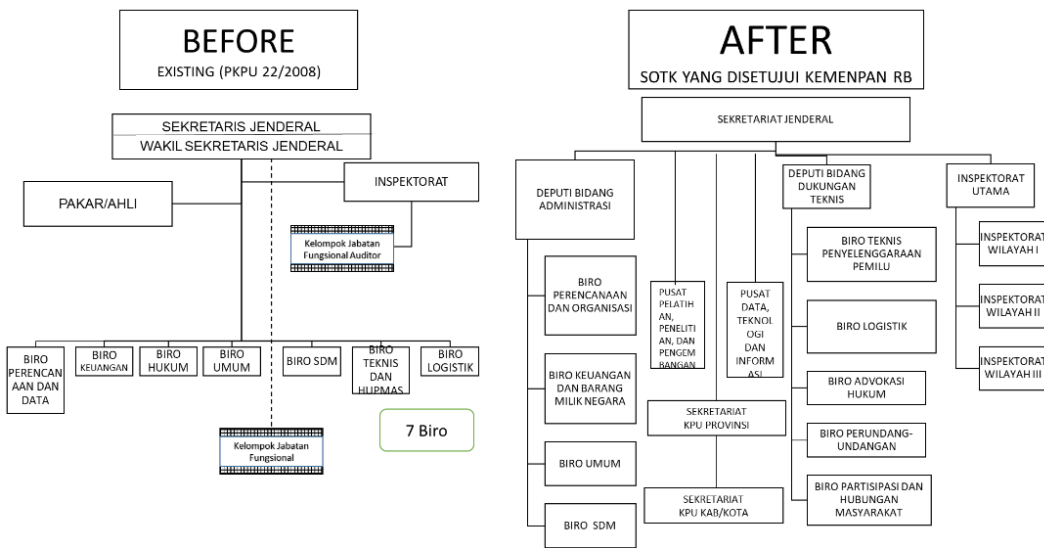 BEFORE
EXISTING (PKPU 22/2008)
SEKRETARIS JENDERAL
WAKIL SEKRETARIS JENDERAL
PAKAR/AHLI
INSPEKTORAT
Kelompok Jabatan
Fungsional Auditor
BIRO
PERENCAN
AAN DAN
DATA
BIRO
KEUANGAN
BIRO
HUKUM
BIRO
UMUM
BIRO SDM
BIRO
TEKNIS
DAN HUPMAS
BIRO
LOGISTIK
7 Biro
Kelompok Jabatan
Fungsional
AFTER
SOTK YANG DISETUJUI KEMENPAN RB
SEKRETARIAT JENDERAL
DEPUTI BIDANG
ADMINISTRASI
BIRO
PERENCANAAN
DAN ORGANISASI
BIRO KEUANGAN
DAN BARANG
MILIK NEGARA
BIRO UMUM
BIRO SDM
PUSAT
PELATIH
AN,
PENELITI
AN, DAN
PENGEM
BANGAN
SEKRETARIAT
KPU PROVINSI
SEKRETARIAT
KPU KAB/KOTA
PUSAT
DATA,
TEKNOL
OGI
DAN
INFORM
ASI
DEPUTI BIDANG
DUKUNGAN
TEKNIS
BIRO TEKNIS
PENYELENGGARAAN
PEMILU
BIRO LOGISTIK
BIRO ADVOKASI
HUKUM
BIRO PERUNDANG-
UNDANGAN
BIRO PARTISIPASI DAN
HUBUNGAN
MASYARAKAT
INSPEKTORAT
UTAMA
INSPEKTORAT
WILAYAH I
INSPEKTORAT
WILAYAH II
INSPEKTORAT
WILAYAH III